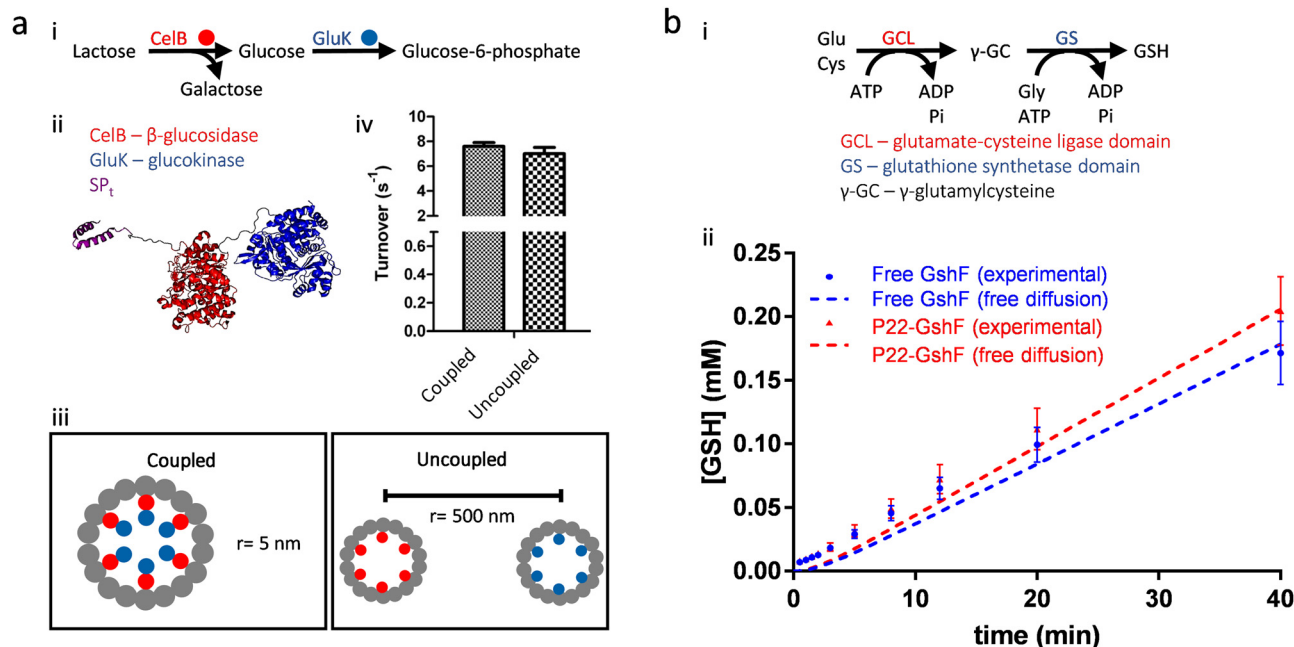 a
i
Lactose
CelB
Glucose
GluK
Glucose-6-phosphate
Galactose
ii
CelB – β-glucosidase
GluK – glucokinase
SPt
iv
Turnover (s-1)
8
6
4
2
0.6
0.4
0.2
0.0
Coupled
Uncoupled
iii
Coupled
r= 5 nm
Uncoupled
r= 500 nm
b
i
Glu
Cys
GCL
γ-GC
GS
GSH
ATP
ADP
Pi
Gly
ATP
ADP
Pi
GCL – glutamate-cysteine ligase domain
GS – glutathione synthetase domain
γ-GC – γ-glutamylcysteine
ii
[GSH] (mM)
0.25
0.20
0.15
0.10
0.05
0.00
Free GshF (experimental)
Free GshF (free diffusion)
P22-GshF (experimental)
P22-GshF (free diffusion)
0
10
20
30
40
time (min)